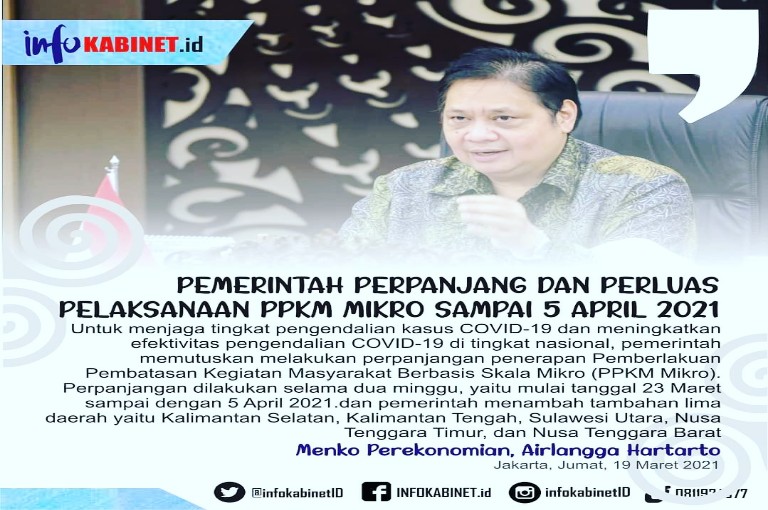 info KABINET.id
PEMERINTAH PERPANJANG DAN PERLUAS
PELAKSANAAN PPKM MIKRO SAMPAI 5 APRIL 2021
Untuk menjaga tingkat pengendalian kasus COVID-19 dan meningkatkan
efektivitas pengendalian COVID-19 di tingkat nasional, pemerintah
memutuskan melakukan perpanjangan penerapan Pemberlakuan
Pembatasan Kegiatan Masyarakat Berbasis Skala Mikro (PPKM Mikro).
Perpanjangan dilakukan selama dua minggu, yaitu mulai tanggal 23 Maret
sampai dengan 5 April 2021.dan pemerintah menambah tambahan lima
daerah yaitu Kalimantan Selatan, Kalimantan Tengah, Sulawesi Utara, Nusa
Tenggara Timur, dan Nusa Tenggara Barat
Menko Perekonomian, Airlangga Hartarto
Jakarta, Jumat, 19 Maret 2021
@infokabinetID INFOKABINET.id infokabinetID